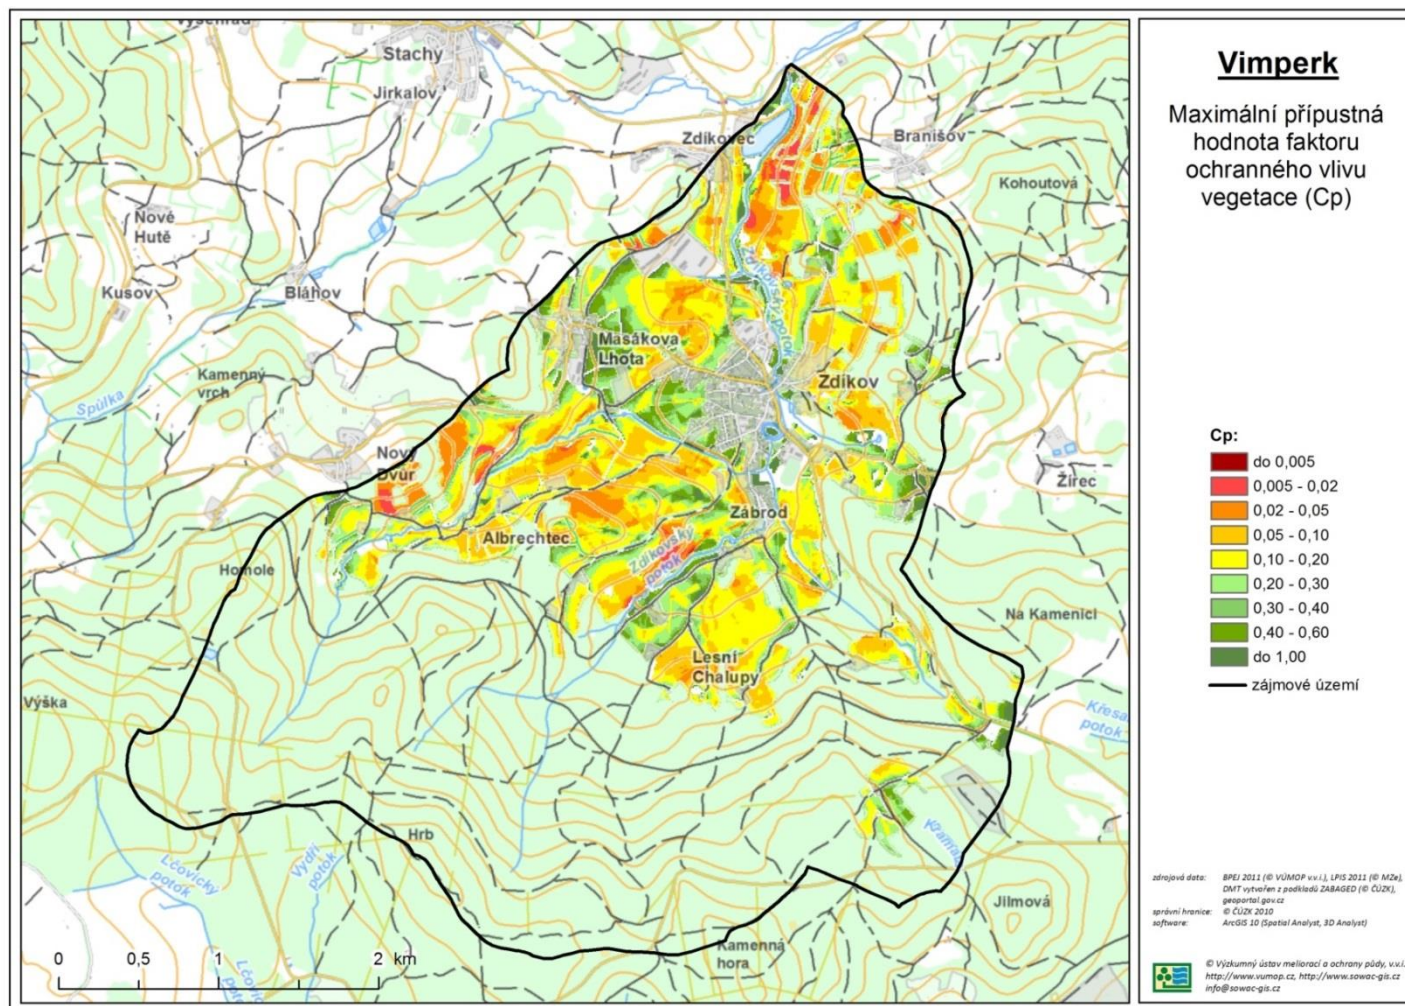 Stachy
Jirkalov
Zdíkovec
Branišov
Kohoutová
Nové
Hutě
Kusov
Bláhov
Zdíkovský potok
Masákova
Lhota
Kamenný
vrch
Spůlka
Zdíkov
Nový
Dvůr
Žírec
Zábrod
Albrechtec
Zdíkovský
potok
Homole
Na Kamenici
Lesní
Chalupy
Výška
potok
Hrb
Lčovický
potok
Vydří
potok
Jilmová
Kamenná
hora
0 0,5 1 2 km
Vimperk
Maximální přípustná
hodnota faktoru
ochranného vlivu
vegetace (Cp)
Cp:
do 0,005
0,005 - 0,02
0,02 - 0,05
0,05 - 0,10
0,10 - 0,20
0,20 - 0,30
0,30 - 0,40
0,40 - 0,60
do 1,00
zájmové území
zdrojová data: BPEJ 2011 (© VÚMOP v.v.i.), LPIS 2011 (© MZe),
DMT vytvořen z podkladů ZABAGED (© ČÚZK),
geoportal.gov.cz
správní hranice: © ČÚZK 2010
software: ArcGIS 10 (Spatial Analyst, 3D Analyst)
© Výzkumný ústav meliorací a ochrany půdy, v.v.i.
http://www.vumop.cz, http://www.sowac-gis.cz
info@sowac-gis.cz